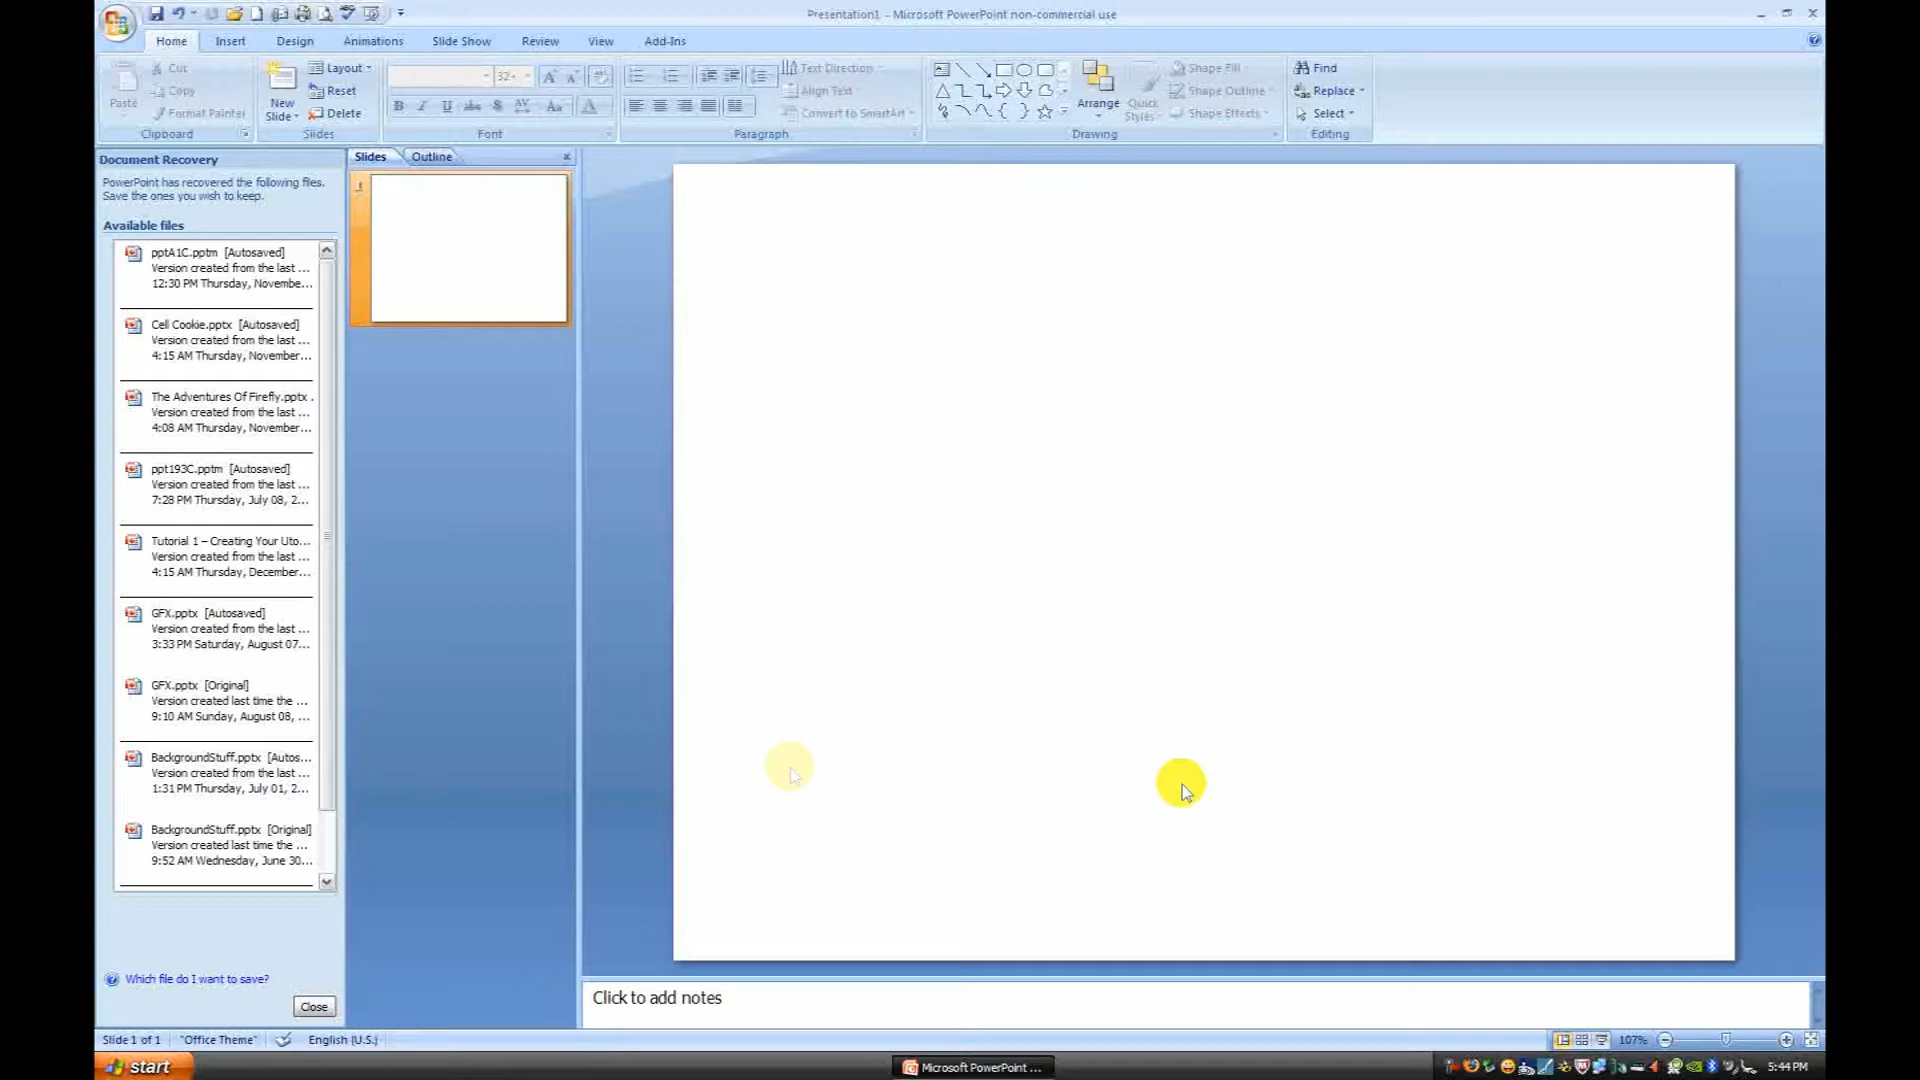 Presentation1 - Microsoft PowerPoint non-commercial use
Home Insert Design Animations Slide Show Review View Add-Ins
Paste
Cut
Copy
Format Painter
Clipboard
New
Slide
Layout
Reset
Delete
Slides
32
B I U abc S AV Aa A
Font
Text Direction
Align Text
Convert to SmartArt
Paragraph
Arrange
Quick
Styles
Shape Fill
Shape Outline
Shape Effects
Drawing
Find
Replace
Select
Editing
Document Recovery
PowerPoint has recovered the following files.
Save the ones you wish to keep.
Available files
pptA1C.pptm [Autosaved]
Version created from the last ...
12:30 PM Thursday, Novembe...
Cell Cookie.pptx [Autosaved]
Version created from the last ...
4:15 AM Thursday, November...
The Adventures Of Firefly.pptx .
Version created from the last ...
4:08 AM Thursday, November...
ppt193C.pptm [Autosaved]
Version created from the last ...
7:28 PM Thursday, July 08, 2...
Tutorial 1 – Creating Your Uto...
Version created from the last ...
4:15 AM Thursday, December...
GFX.pptx [Autosaved]
Version created from the last ...
3:33 PM Saturday, August 07...
GFX.pptx [Original]
Version created last time the ...
9:10 AM Sunday, August 08, ...
BackgroundStuff.pptx [Autos...
Version created from the last ...
1:31 PM Thursday, July 01, 2...
BackgroundStuff.pptx [Original]
Version created last time the ...
9:52 AM Wednesday, June 30...
Which file do I want to save?
Close
Slides Outline
1
Click to add notes
Slide 1 of 1 "Office Theme" English (U.S.) 107%
start Microsoft PowerPoint ... 5:44 PM